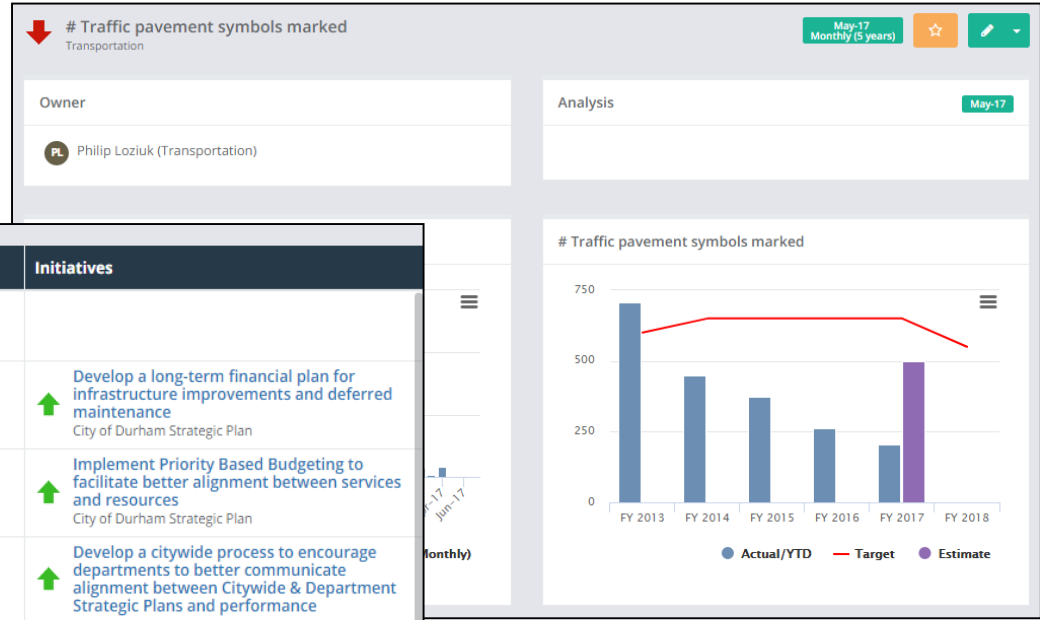 # Traffic pavement symbols marked
Transportation
May-17
Monthly (5 years)
Owner
PL Philip Loziuk (Transportation)
Analysis
May-17
Initiatives
Develop a long-term financial plan for
infrastructure improvements and deferred
maintenance
City of Durham Strategic Plan
Implement Priority Based Budgeting to
facilitate better alignment between services
and resources
City of Durham Strategic Plan
Develop a citywide process to encourage
departments to better communicate
alignment between Citywide & Department
Strategic Plans and performance
Jun-17
Monthly)
# Traffic pavement symbols marked
750
500
250
0
FY 2013 FY 2014 FY 2015 FY 2016 FY 2017 FY 2018
Actual/YTD Target Estimate